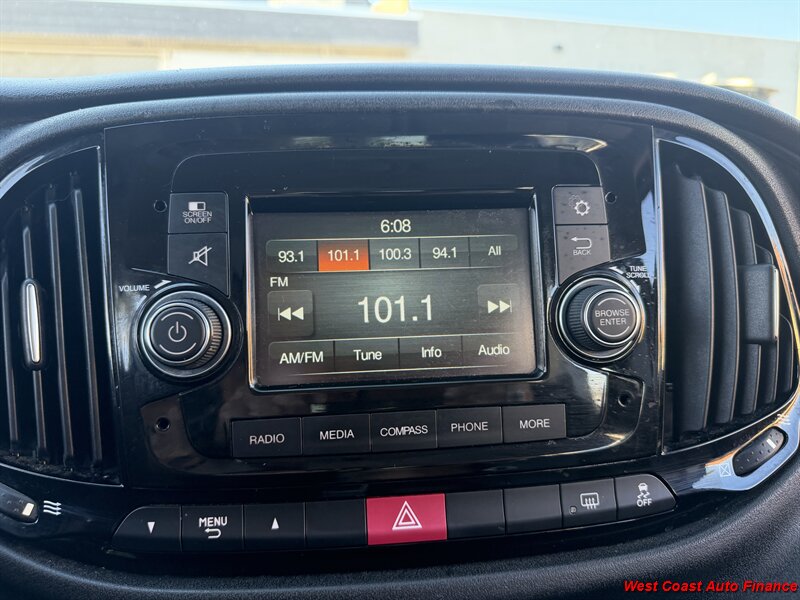 6:08
93.1 101.1 100.3 94.1 All
FM
101.1
AM/FM Tune Info Audio
SCREEN
ON/OFF
VOLUME
BACK
TUNE
SCROLL
BROWSE
ENTER
RADIO MEDIA COMPASS PHONE MORE
MENU
OFF
West Coast Auto Finance